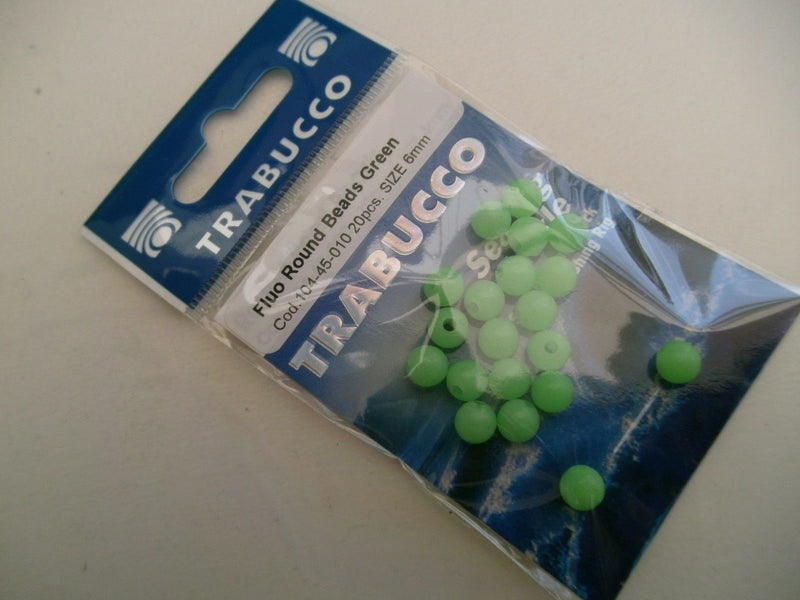 TRABUCCO
Fluo Round Beads Green
Cod.104-45-010 20pcs. SIZE 6mm
TRABUCCO